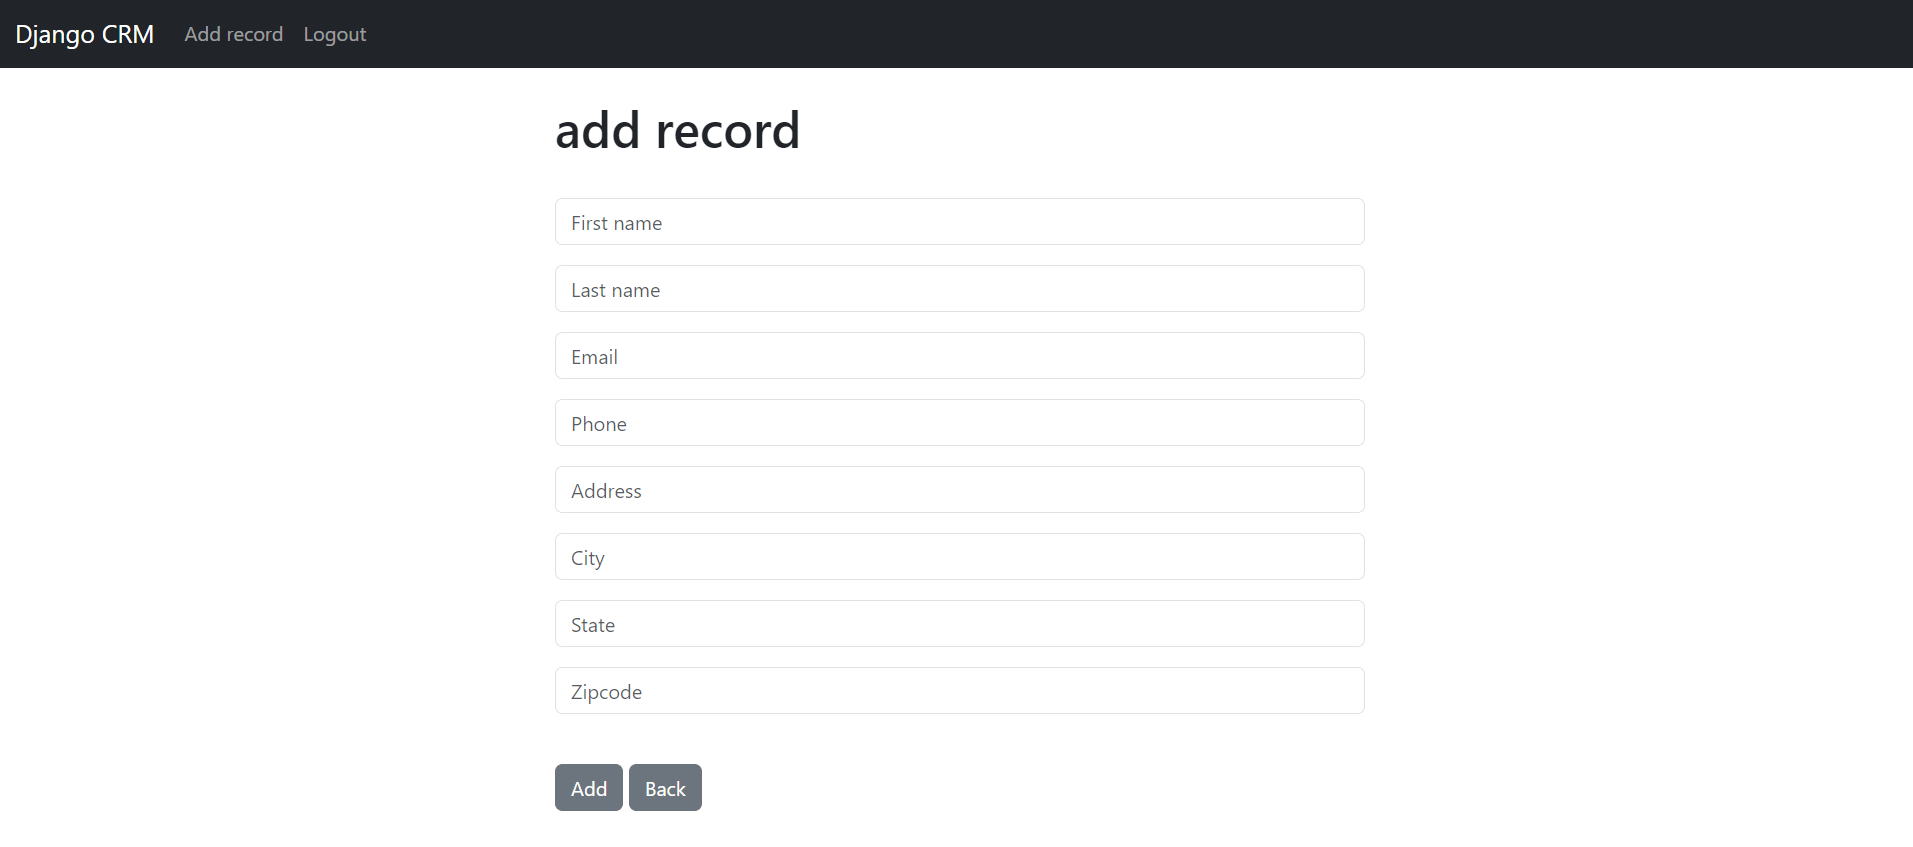 Django CRM Add record Logout
add record
First name
Last name
Email
Phone
Address
City
State
Zipcode
Add Back